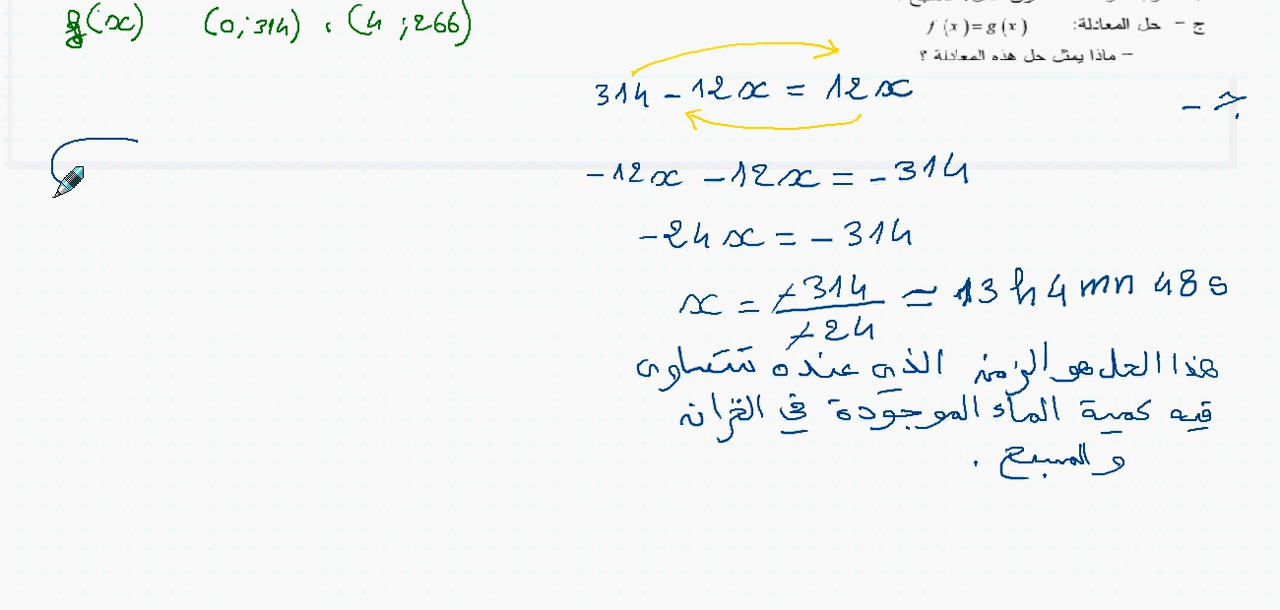 g(x) (0;314) ، (4;266)
ج - حل المعادلة: f(x)=g(x)
- ماذا يمثل حل هذه المعادلة ؟
ج -
314 - 12x = 12x
-12x - 12x = -314
-24x = -314
x = -314/-24 ≃ 13 h 4 mn 48 s
هذا الحل هو الزمن الذي عنده تتساوى
فيه كمية الماء الموجودة في الخزان
والمسبح .